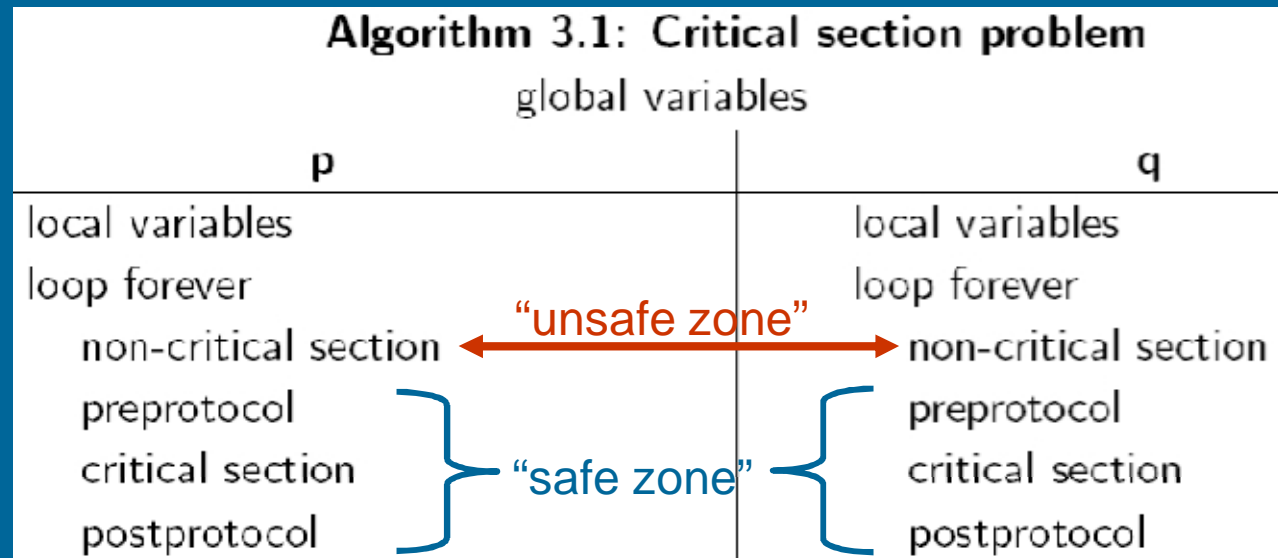 Algorithm 3.1: Critical section problem
global variables
p q
local variables local variables
loop forever loop forever
"unsafe zone"
non-critical section non-critical section
preprotocol preprotocol
critical section “safe zone” critical section
postprotocol postprotocol